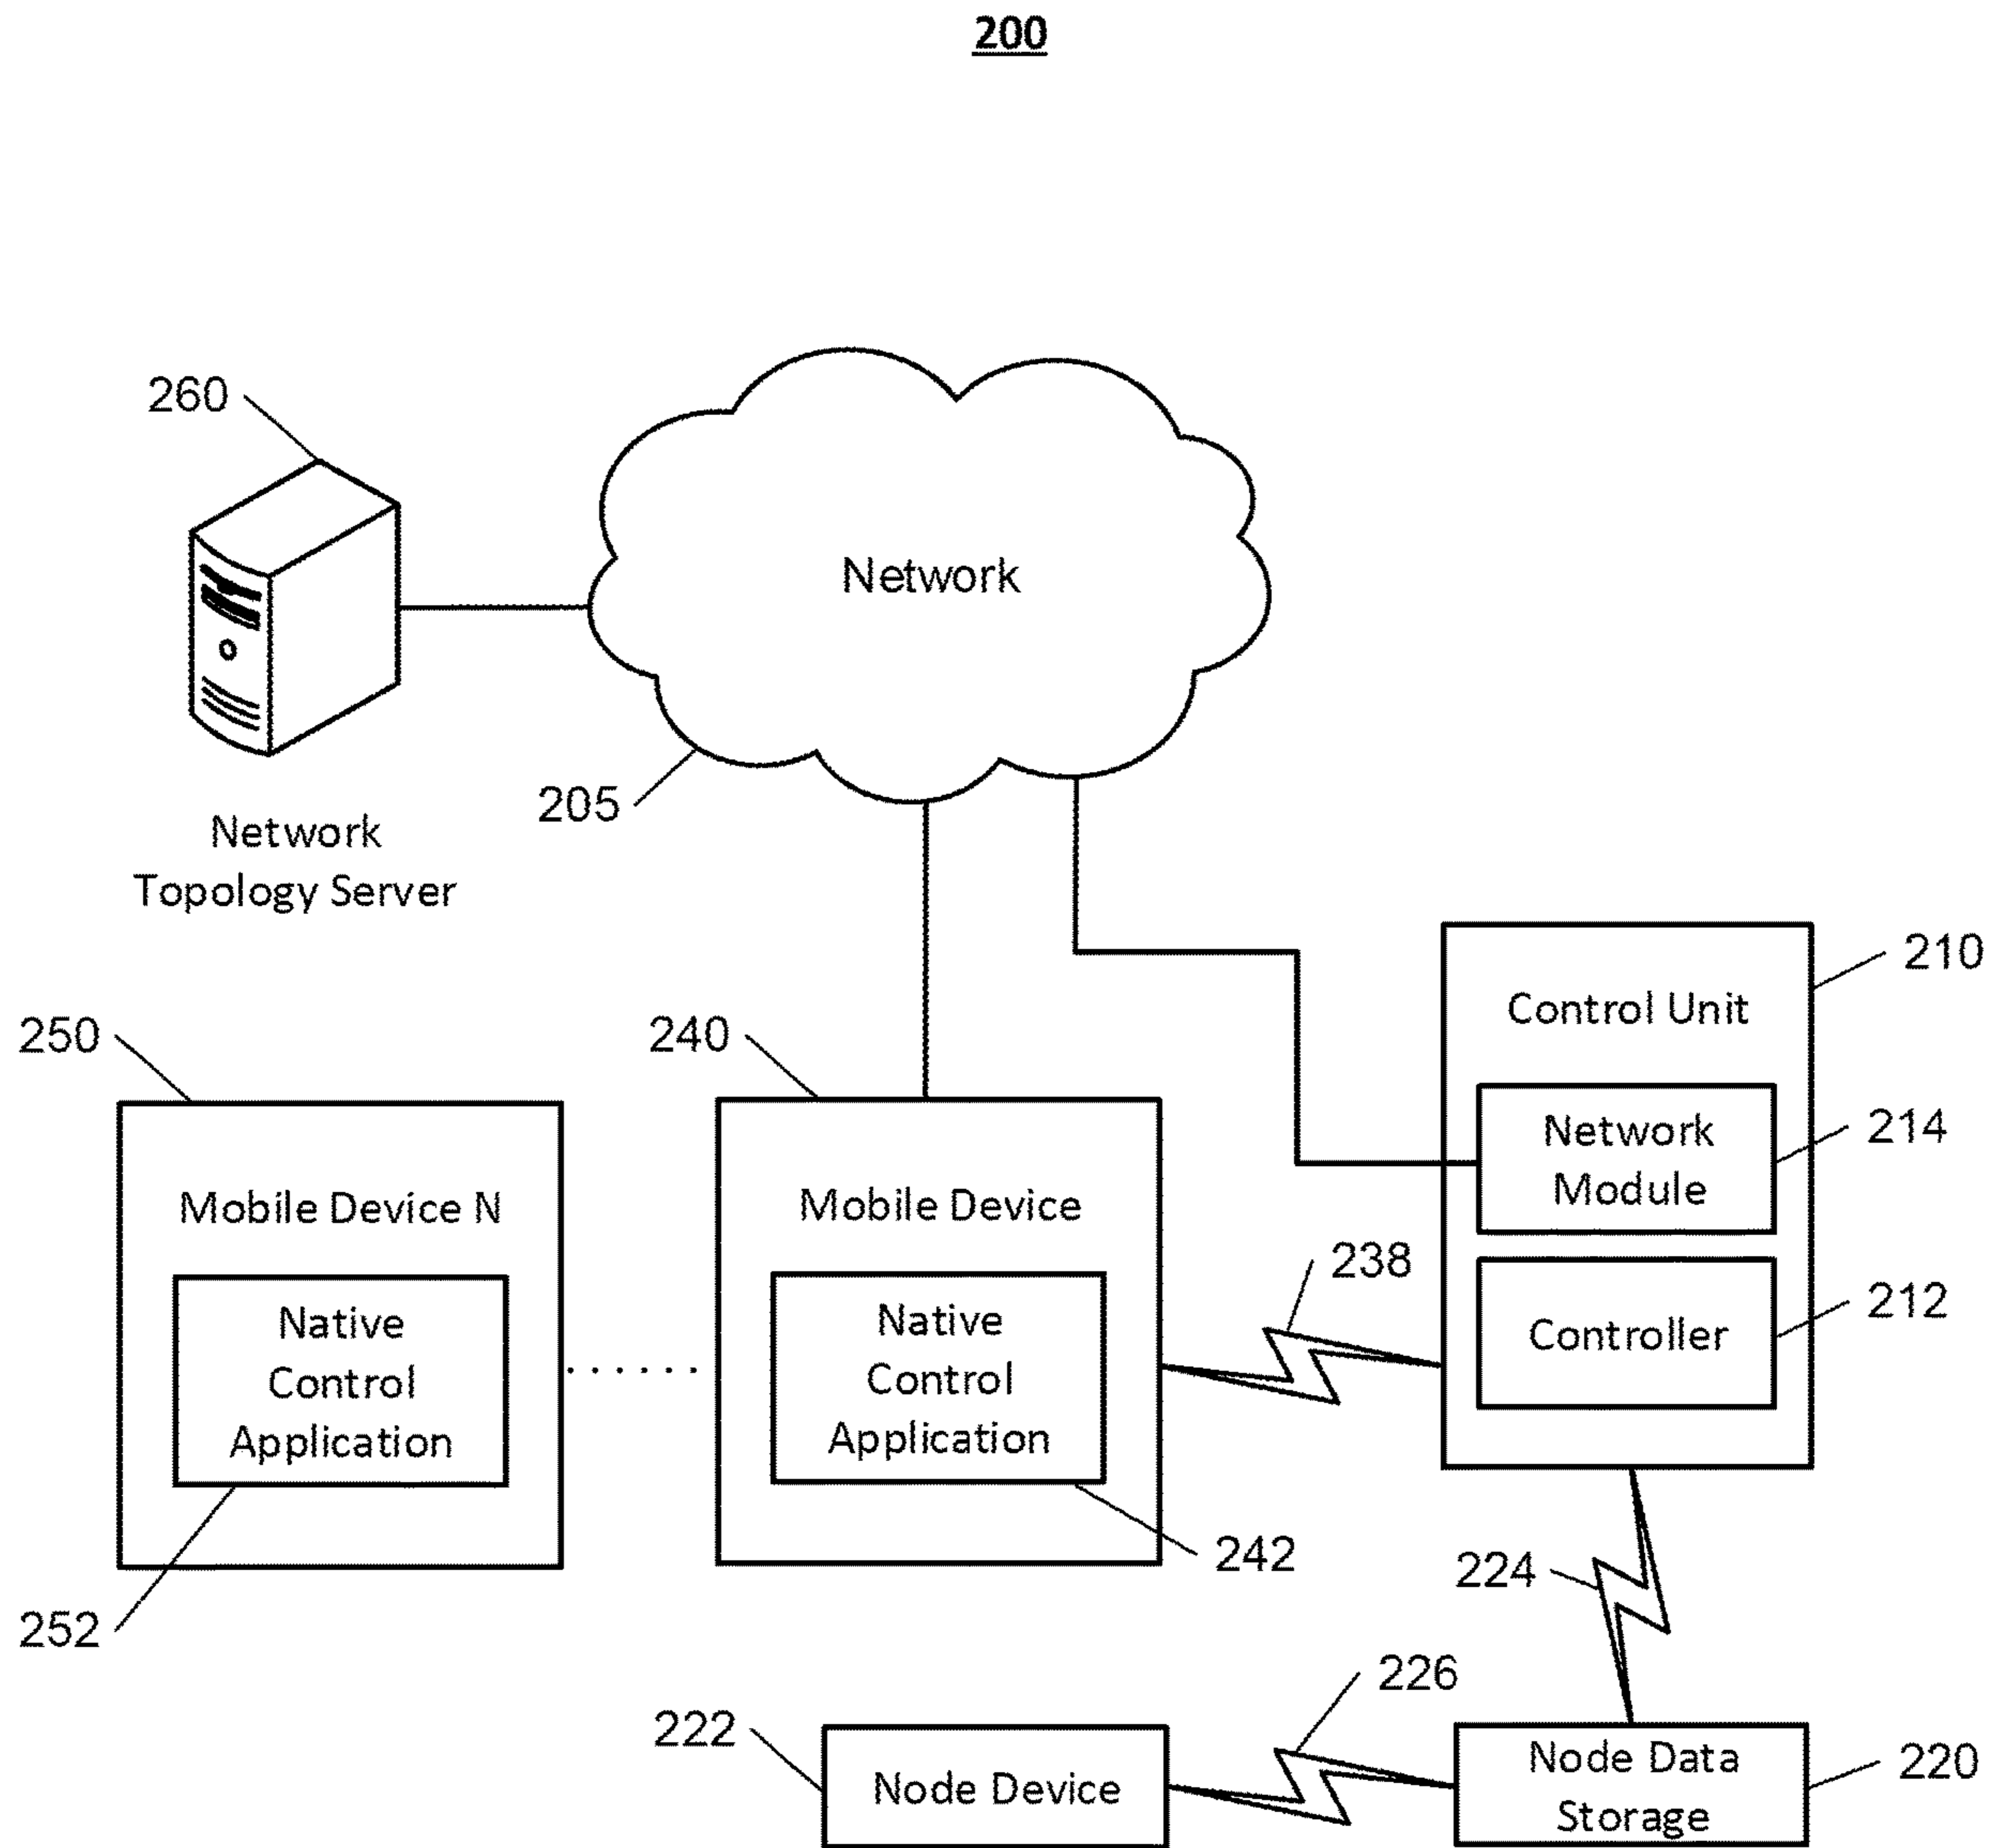 200
260
Network
205
Network
Topology Server
210
Control Unit
250
240
214
Network
Module
Mobile Device N
Mobile Device
238
212
Controller
Native
Control
Application
Native
Control
Application
242
224
252
226
222
Node Device
Node Data
Storage
220